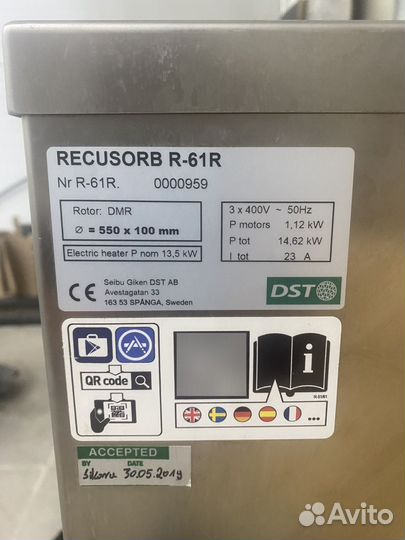 RECUSORB R-61R
Nr R-61R. 0000959
Rotor: DMR
Ø = 550 x 100 mm
Electric heater P nom 13,5 kW
3 x 400V ~ 50Hz
P motors 1,12 kW
P tot 14,62 kW
I tot 23 A
CE
Seibu Giken DST AB
Avestagatan 33
163 53 SPÅNGA, Sweden
DST
QR code
i
R-61R1
...
ACCEPTED
BY DATE
30.05.2019
Avito